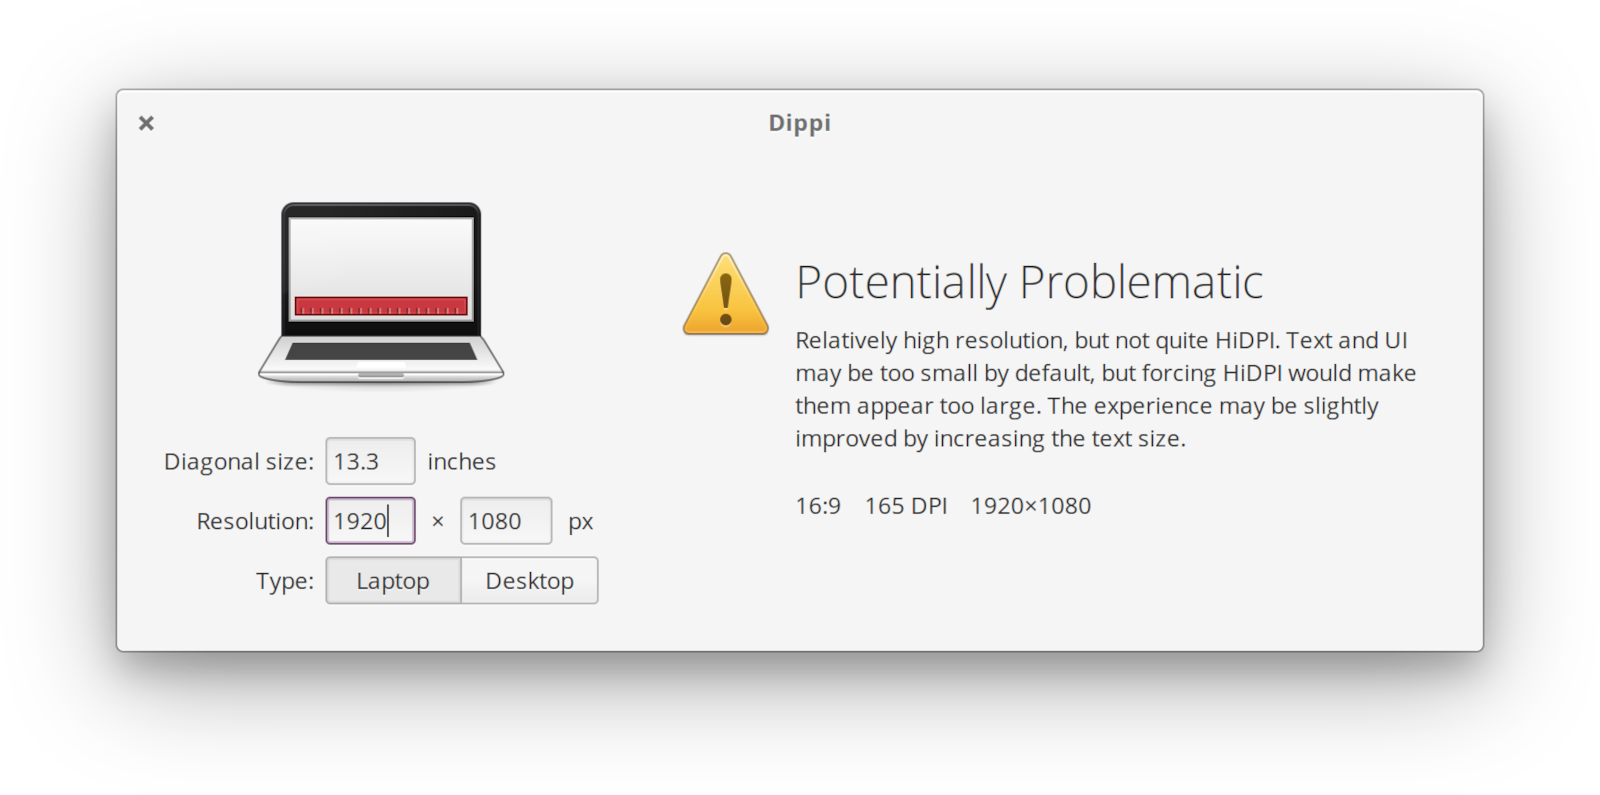 Dippi
Potentially Problematic
Relatively high resolution, but not quite HiDPI. Text and UI
may be too small by default, but forcing HiDPI would make
them appear too large. The experience may be slightly
improved by increasing the text size.
16:9 165 DPI 1920×1080
Diagonal size: 13.3 inches
Resolution: 1920 × 1080 px
Type: Laptop Desktop